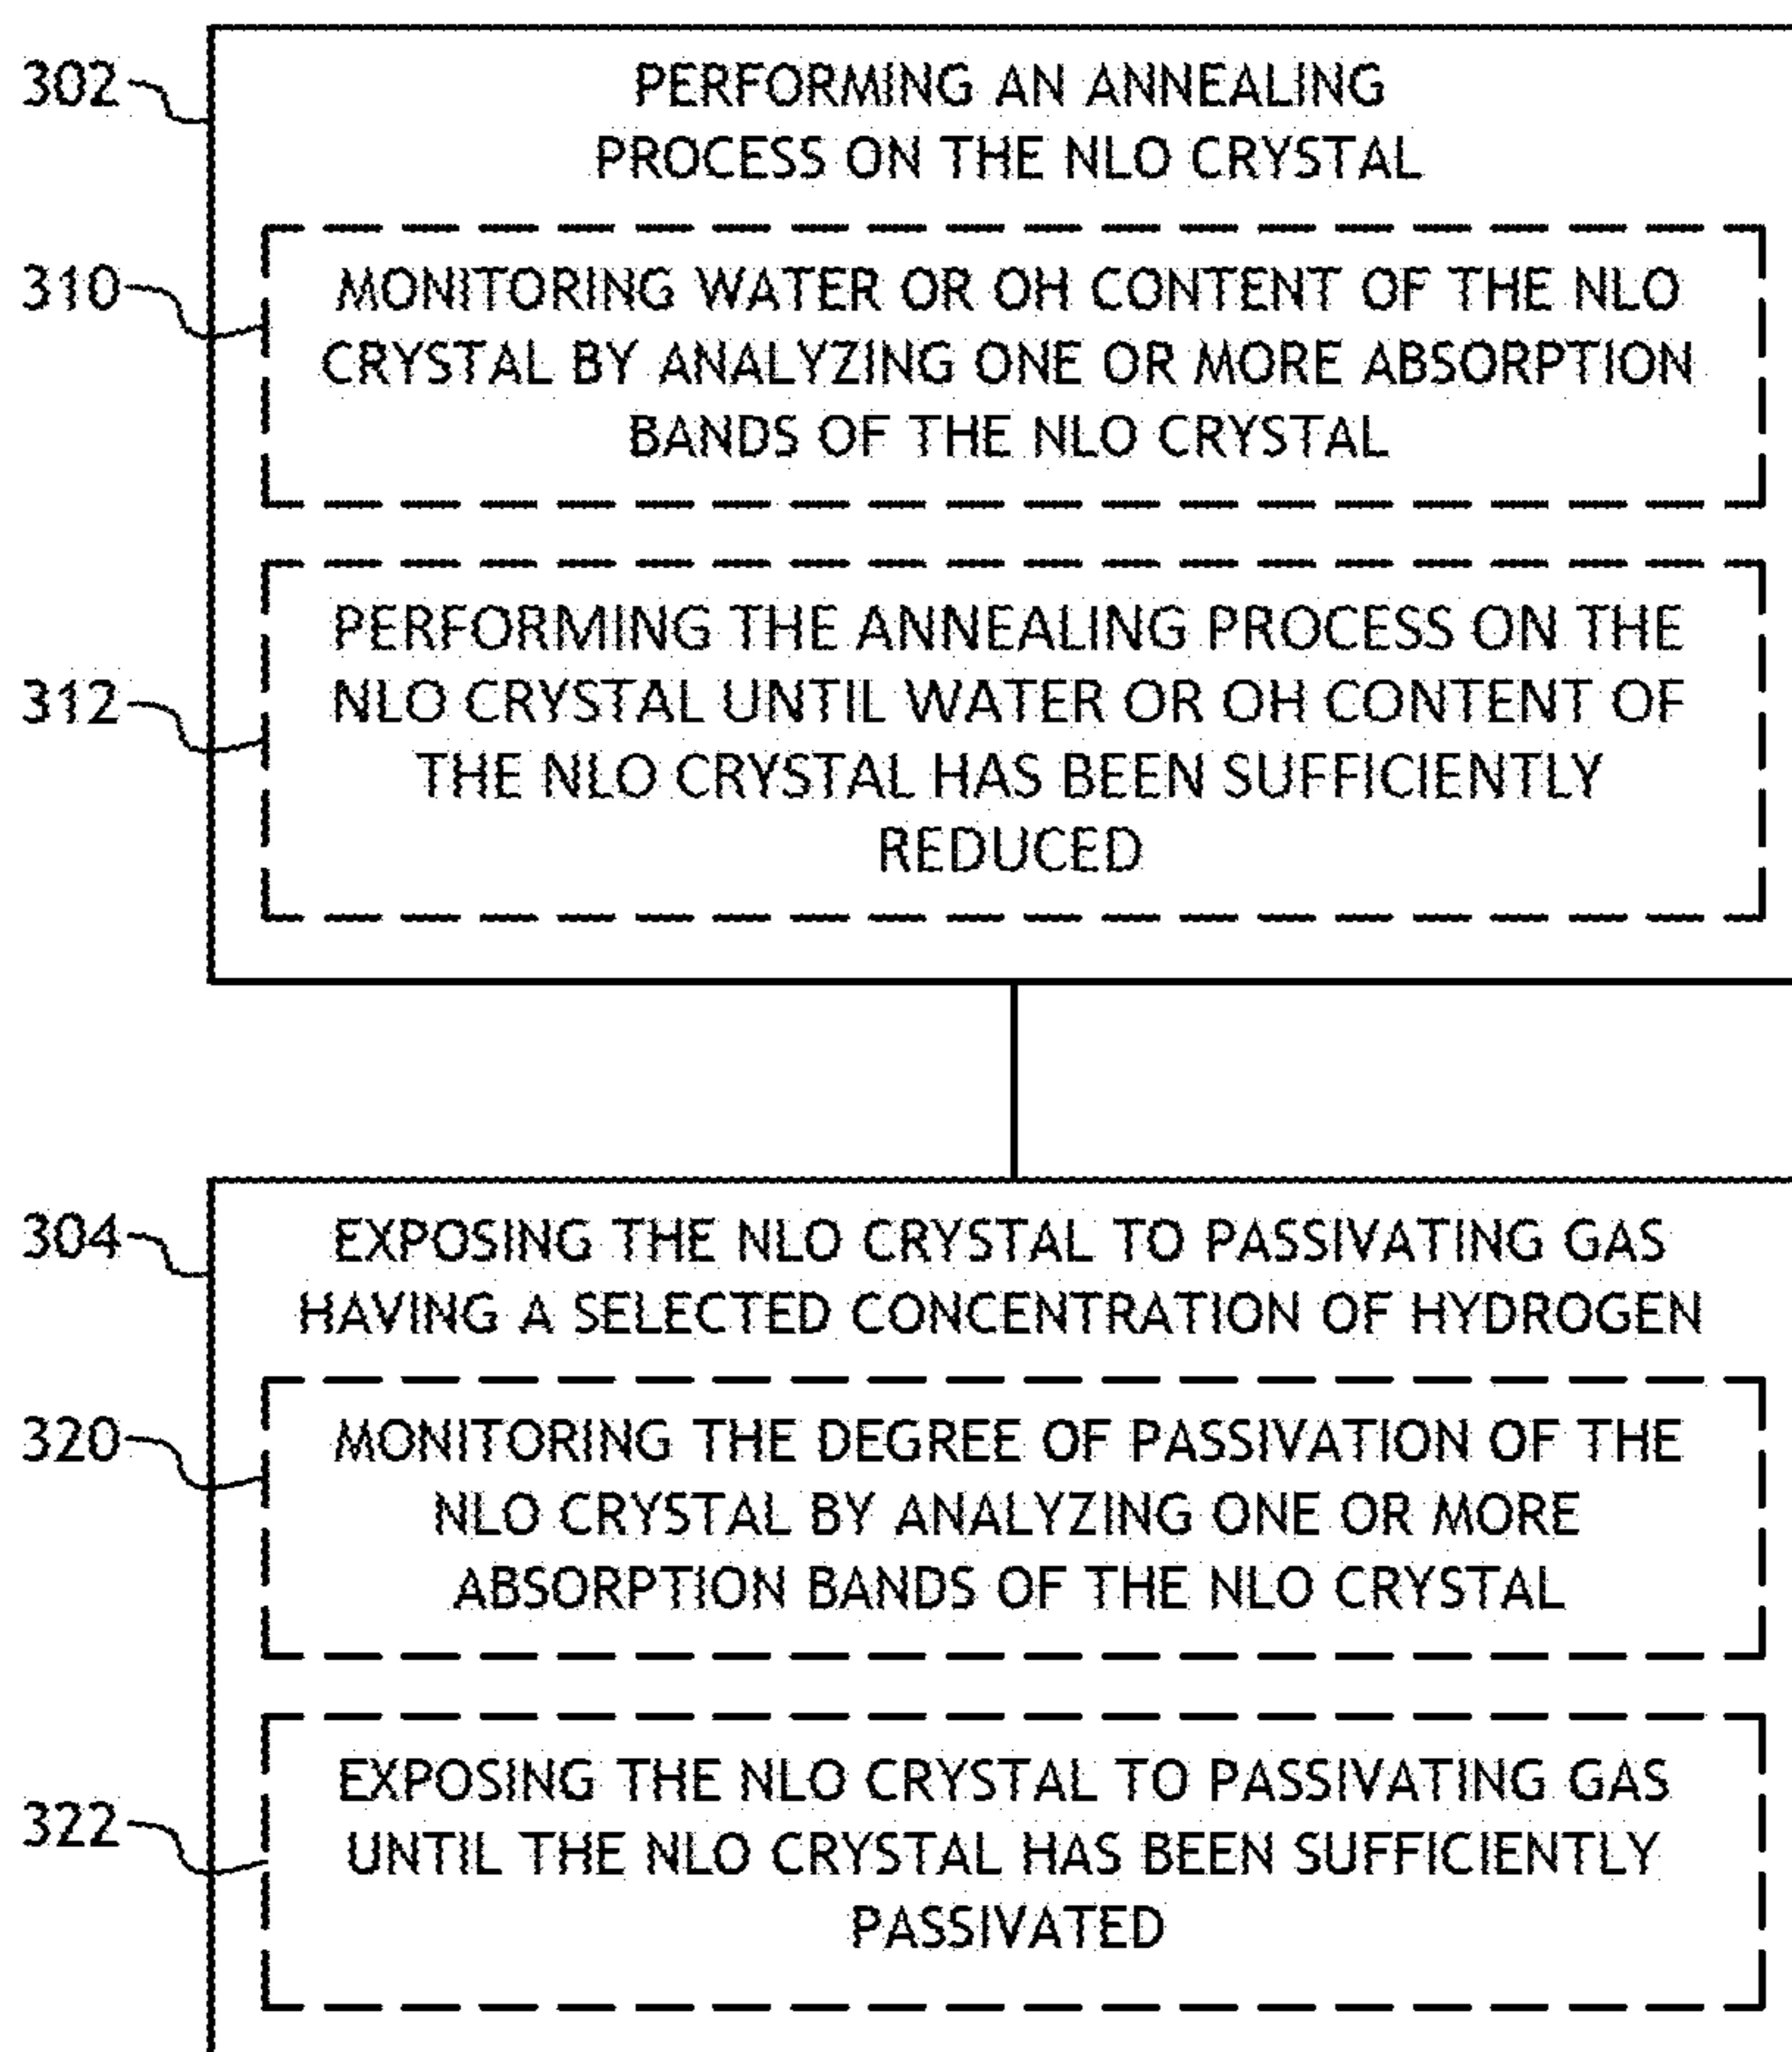 302
PERFORMING AN ANNEALING
PROCESS ON THE NLO CRYSTAL
310
MONITORING WATER OR OH CONTENT OF THE NLO
CRYSTAL BY ANALYZING ONE OR MORE ABSORPTION
BANDS OF THE NLO CRYSTAL
312
PERFORMING THE ANNEALING PROCESS ON THE
NLO CRYSTAL UNTIL WATER OR OH CONTENT OF
THE NLO CRYSTAL HAS BEEN SUFFICIENTLY
REDUCED
304
EXPOSING THE NLO CRYSTAL TO PASSIVATING GAS
HAVING A SELECTED CONCENTRATION OF HYDROGEN
320
MONITORING THE DEGREE OF PASSIVATION OF THE
NLO CRYSTAL BY ANALYZING ONE OR MORE
ABSORPTION BANDS OF THE NLO CRYSTAL
322
EXPOSING THE NLO CRYSTAL TO PASSIVATING GAS
UNTIL THE NLO CRYSTAL HAS BEEN SUFFICIENTLY
PASSIVATED